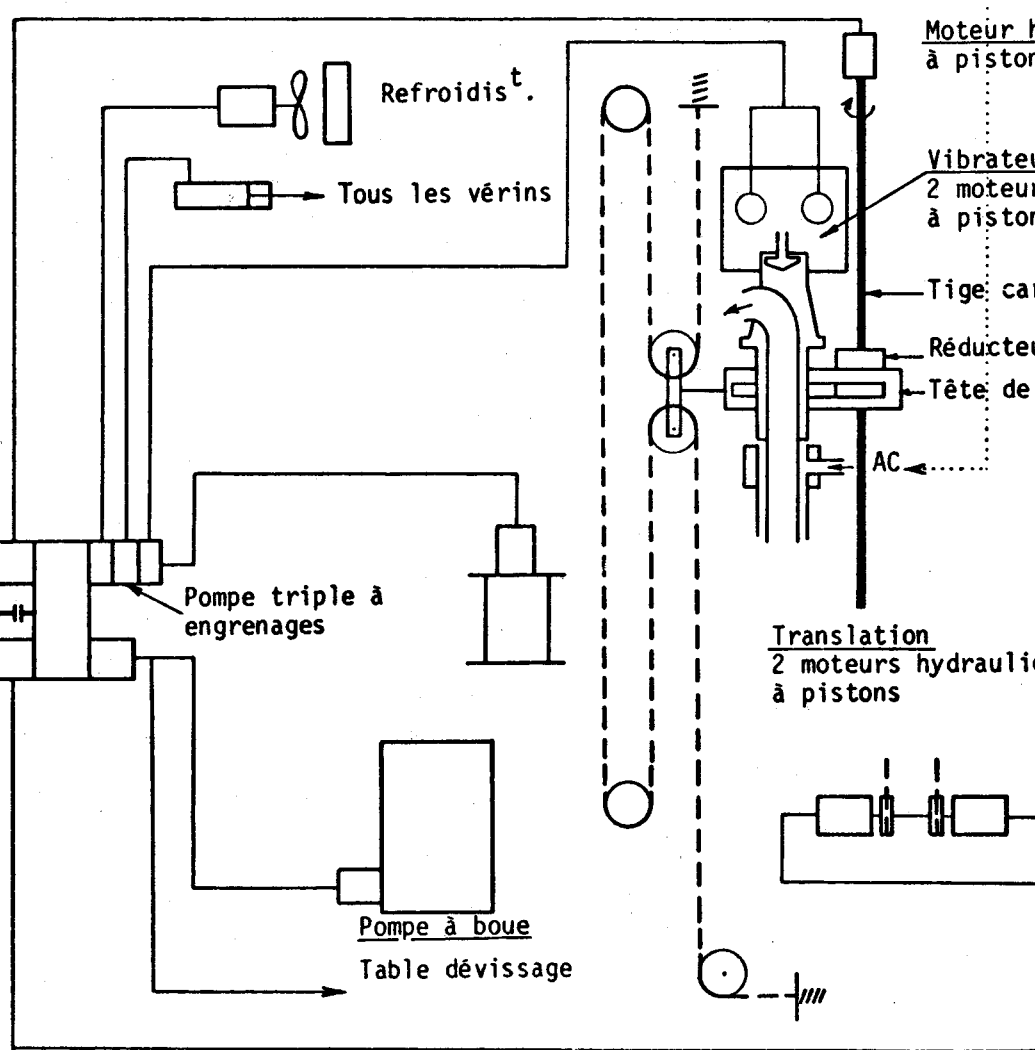 Moteur h
à piston
Refroidis^t.
Tous les vérins
Vibrateu
2 moteur
à piston
Tige car
Réducteu
Tête de
AC
Pompe triple à
engrenages
Translation
2 moteurs hydraulic
à pistons
Pompe à boue
Table dévissage